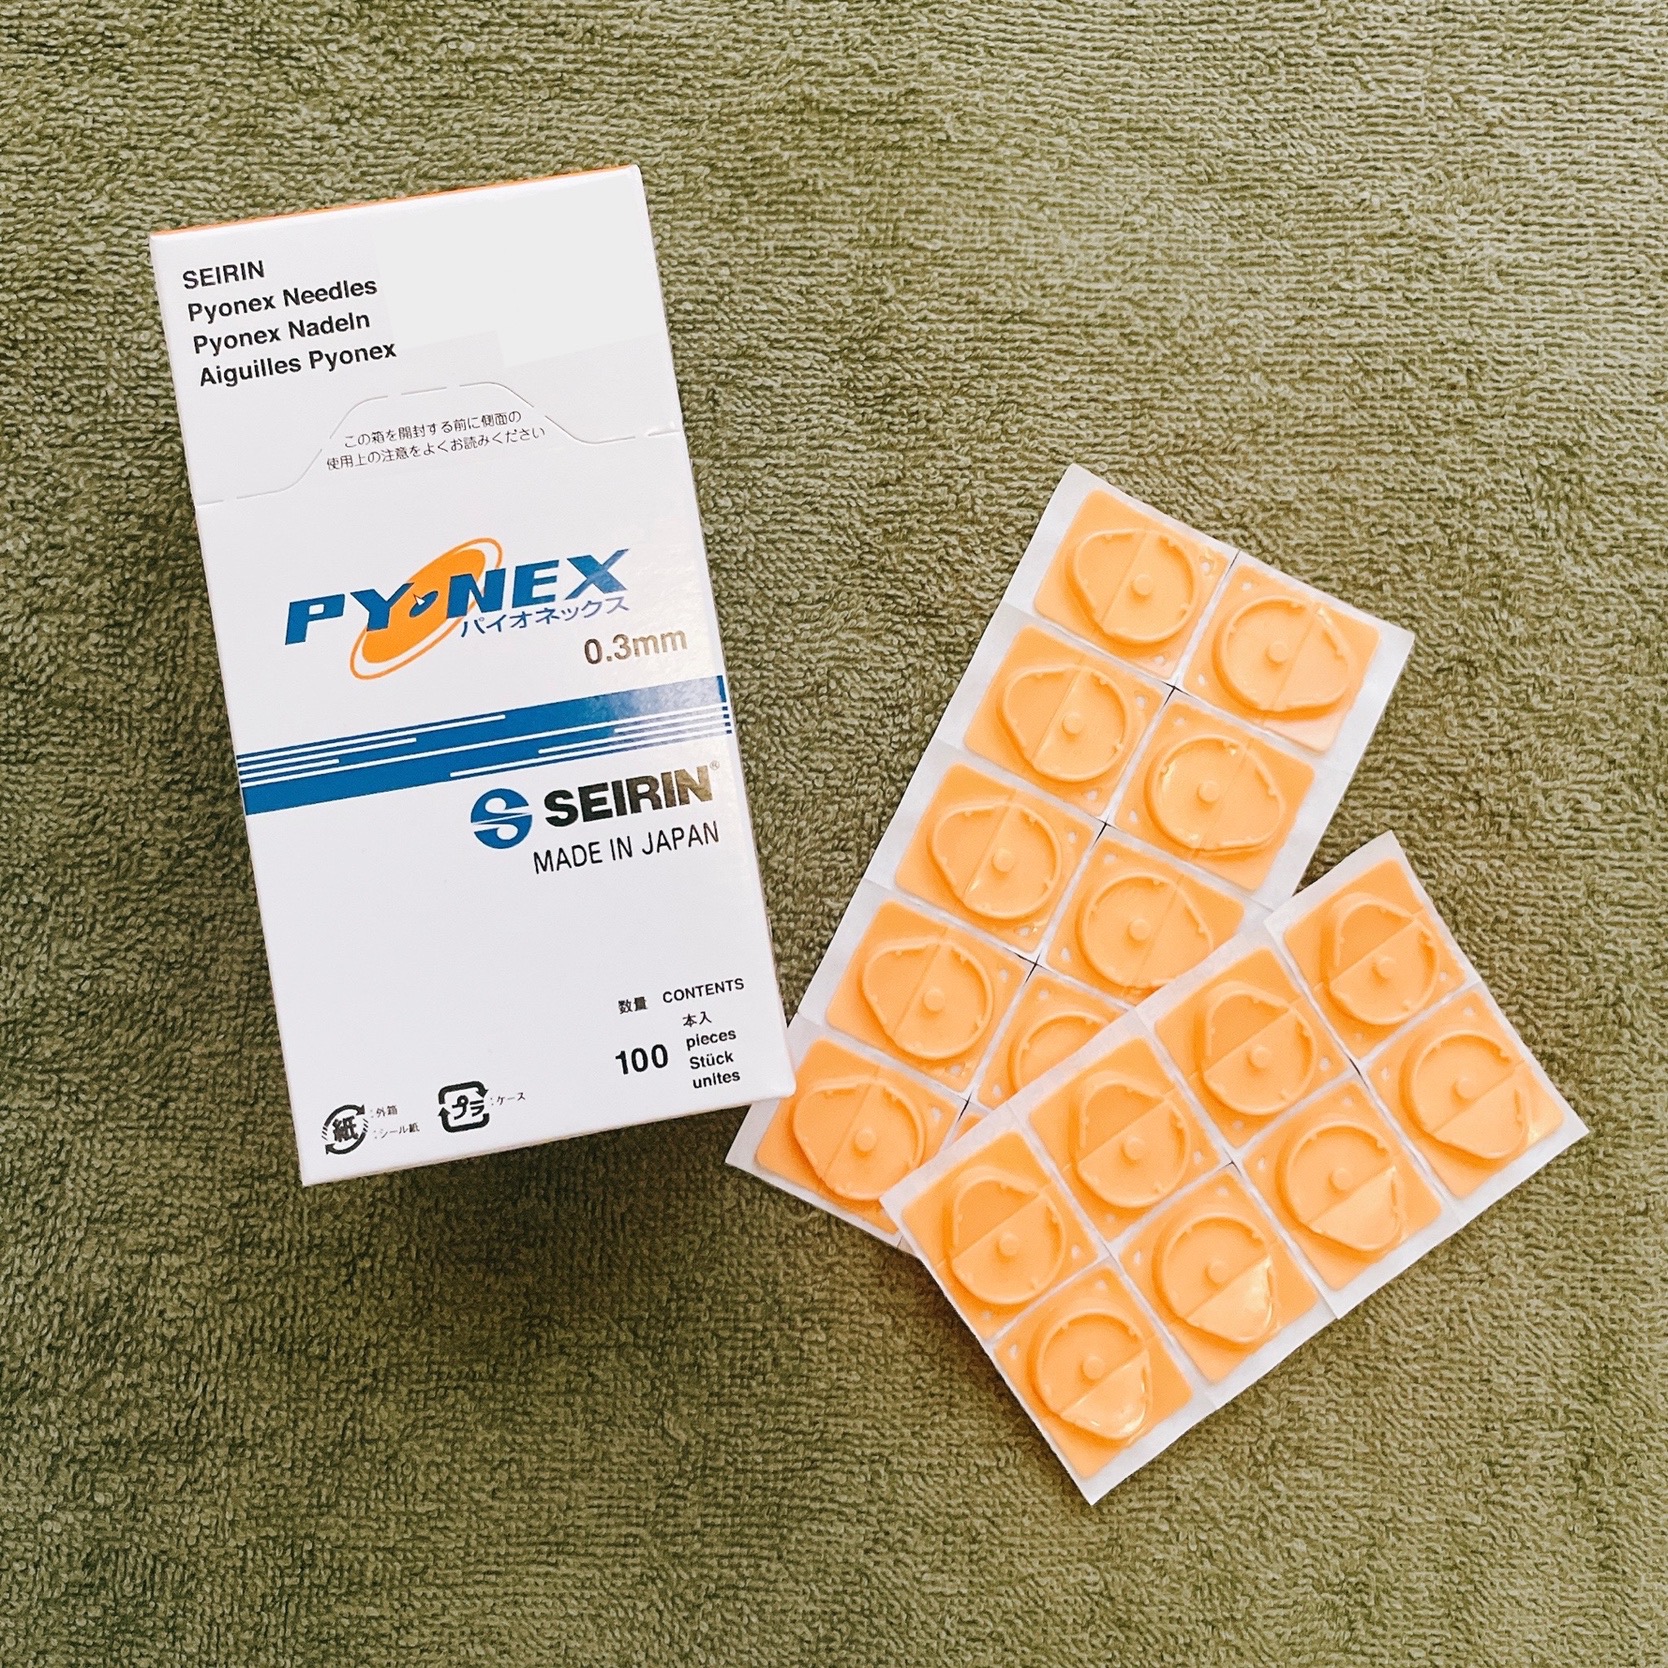 SEIRIN
Pyonex Needles
Pyonex Nadeln
Aiguilles Pyonex
この箱を開封する前に側面の
使用上の注意をよくお読みください
PYONEX
パイオネックス
0.3mm
SEIRIN®
MADE IN JAPAN
数量 CONTENTS
100 本入
pieces
Stück
unites
紙 :外箱
:シール紙
プラ :ケース